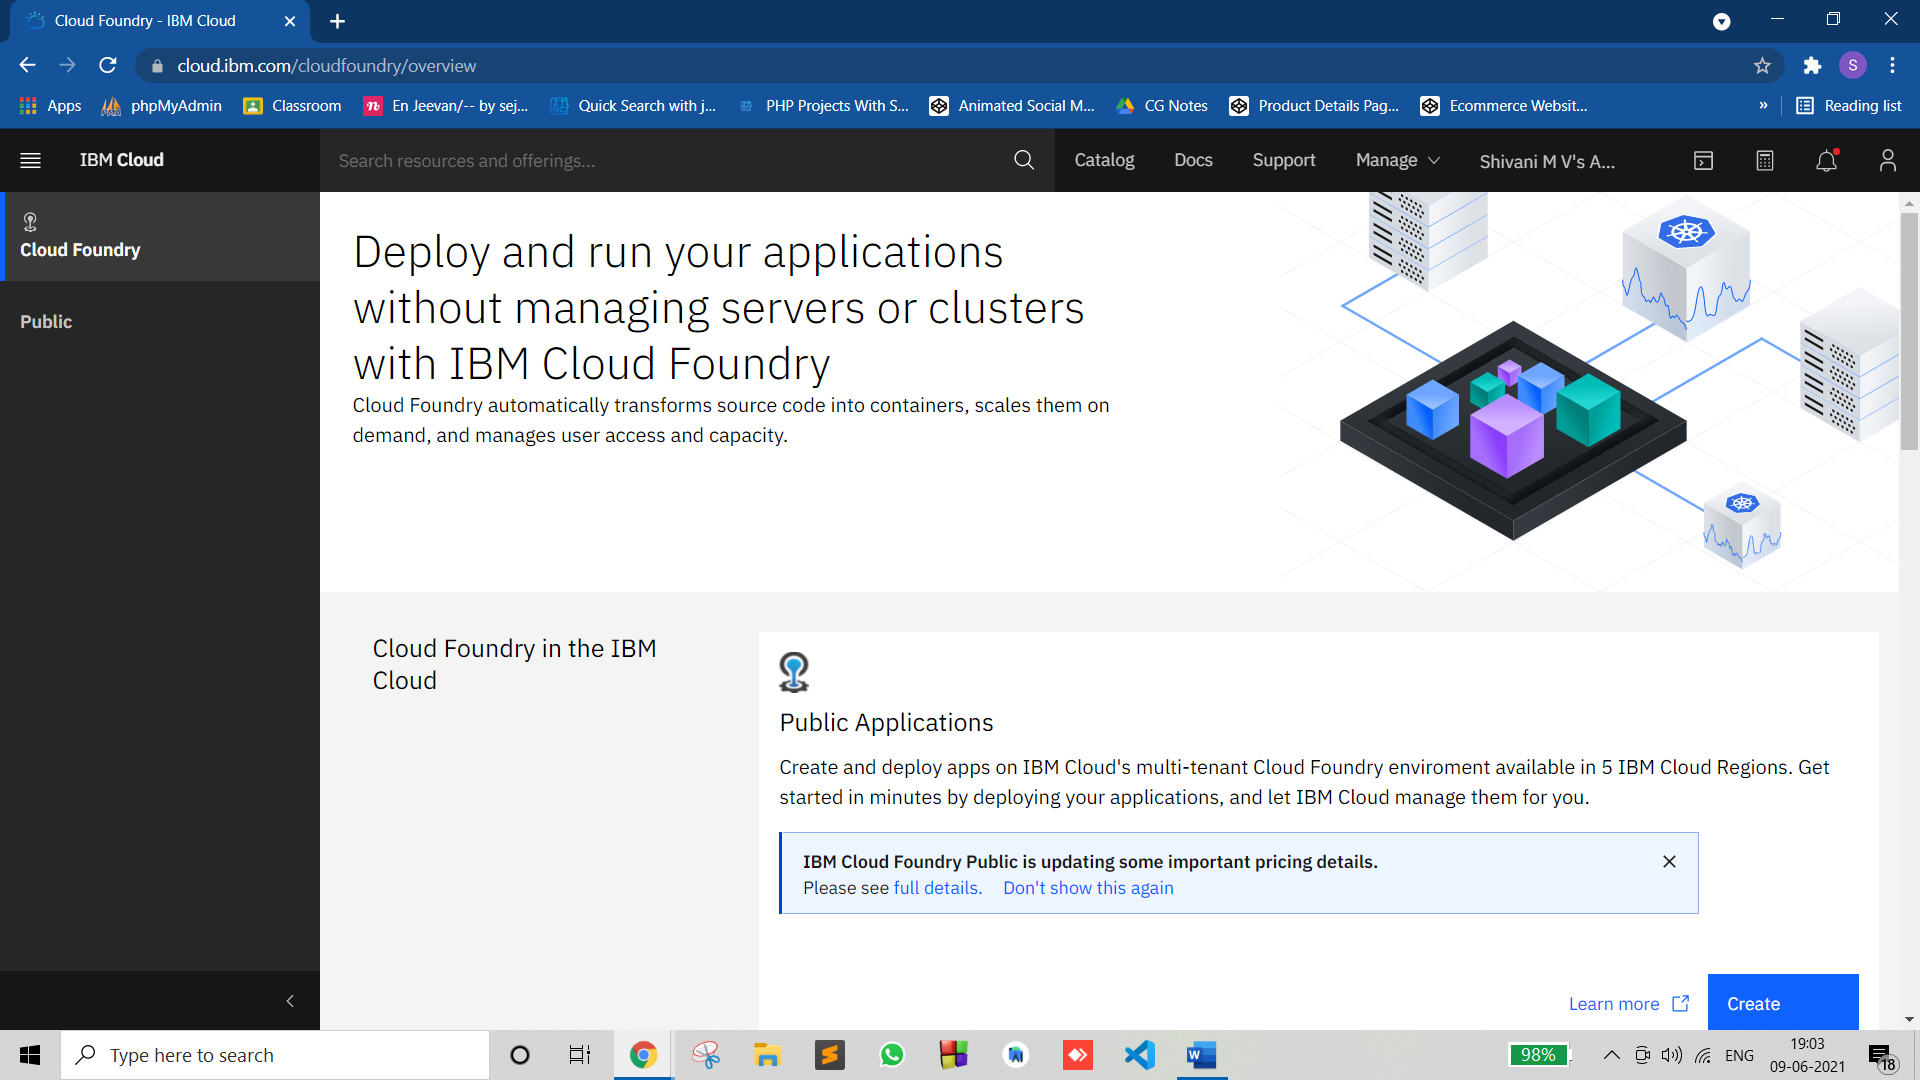 Cloud Foundry - IBM Cloud
cloud.ibm.com/cloudfoundry/overview
S
Apps phpMyAdmin Classroom En Jeevan/-- by sej... Quick Search with j... PHP Projects With S... Animated Social M... CG Notes Product Details Pag... Ecommerce Websit... » Reading list
IBM Cloud Search resources and offerings... Catalog Docs Support Manage Shivani M V's A...
Cloud Foundry
Public
Deploy and run your applications
without managing servers or clusters
with IBM Cloud Foundry
Cloud Foundry automatically transforms source code into containers, scales them on
demand, and manages user access and capacity.
Cloud Foundry in the IBM
Cloud
Public Applications
Create and deploy apps on IBM Cloud's multi-tenant Cloud Foundry enviroment available in 5 IBM Cloud Regions. Get
started in minutes by deploying your applications, and let IBM Cloud manage them for you.
IBM Cloud Foundry Public is updating some important pricing details.
Please see full details. Don't show this again
Learn more Create
Type here to search
98% ENG
19:03
09-06-2021
18